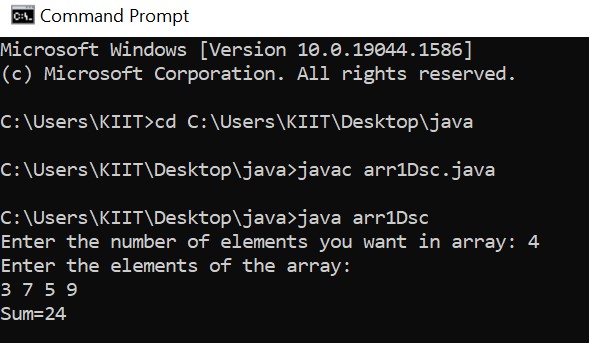 Command Prompt
Microsoft Windows [Version 10.0.19044.1586]
(c) Microsoft Corporation. All rights reserved.
C:\Users\KIIT>cd C:\Users\KIIT\Desktop\java
C:\Users\KIIT\Desktop\java>javac arr1Dsc.java
C:\Users\KIIT\Desktop\java>java arr1Dsc
Enter the number of elements you want in array: 4
Enter the elements of the array:
3 7 5 9
Sum=24